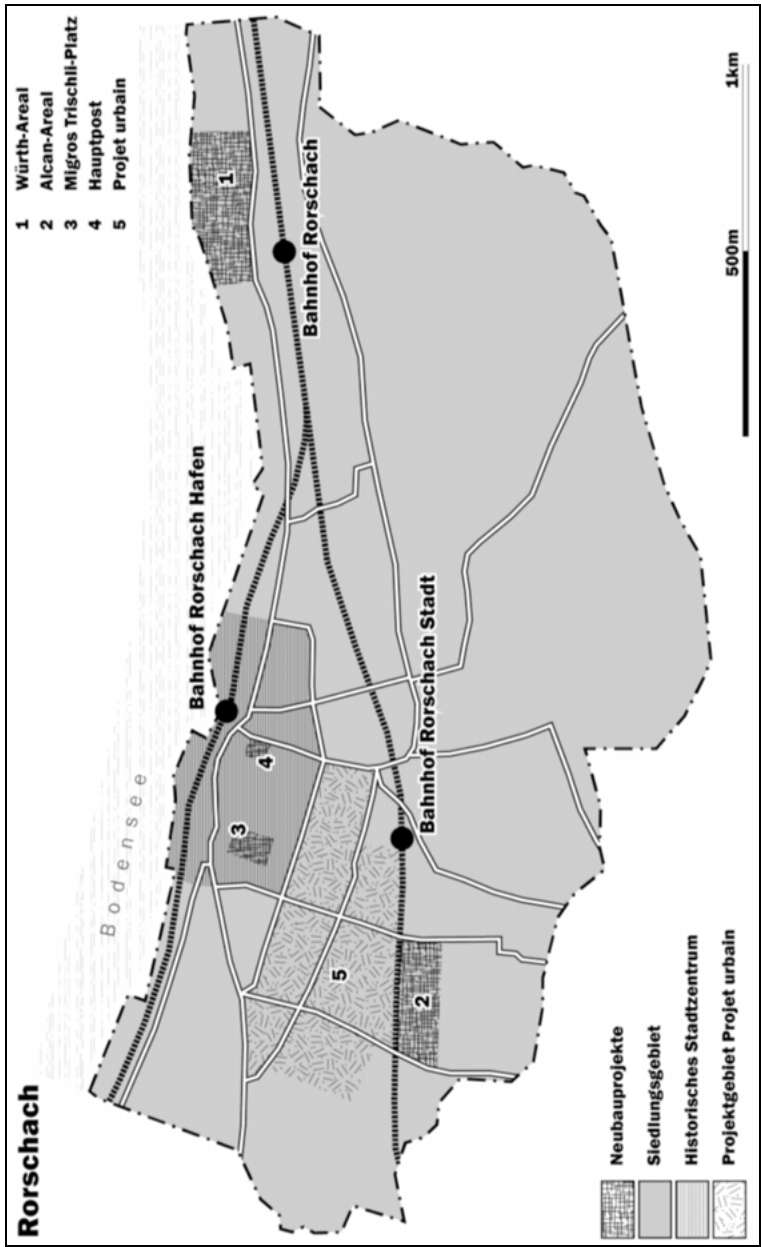 Rorschach
Bodensee
1 Würth-Areal
2 Alcan-Areal
3 Migros Trischli-Platz
4 Hauptpost
5 Projet urbain
Bahnhof Rorschach Hafen
Bahnhof Rorschach
Bahnhof Rorschach Stadt
1
2
3
4
5
Neubauprojekte
Siedlungsgebiet
Historisches Stadtzentrum
Projektgebiet Projet urbain
500m
1km